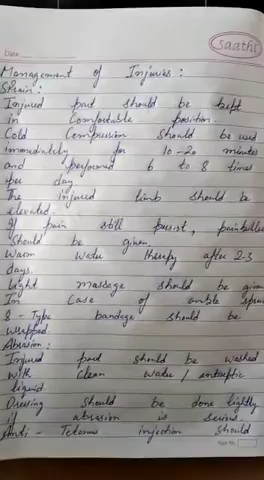 saathi
Date
Management of Injuries :
Sprain :
Injured part should be kept
in Comfortable position.
Cold Compression should be used
immediately for 10-20 minutes
and performed 6 to 8 times
per day.
The injured limb should be
elevated.
If pain still persist, painkiller
should be given.
Warm Water therapy after 2-3
days.
Light massage should be given
In Case of ankle sprain
8 - Type bandage should be
wrapped.
Abrasion :
Injured part should be washed
with Clean Water / antiseptic
liquid.
Dressing should be done lightly
if abrasion is serious.
Anti - Tetanus injection should